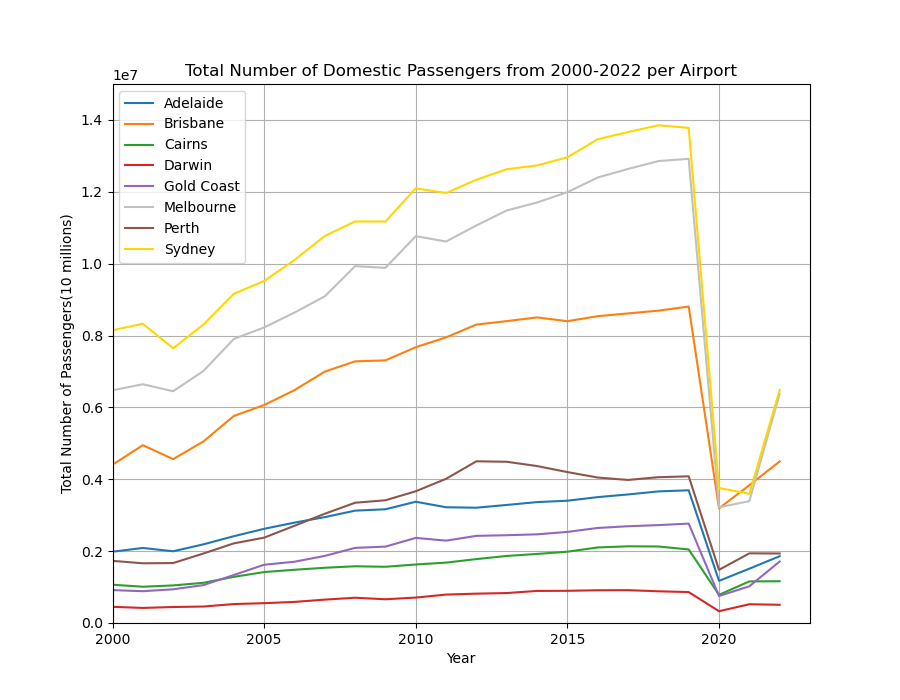 Total Number of Domestic Passengers from 2000-2022 per Airport
1e7
Adelaide
Brisbane
Cairns
Darwin
Gold Coast
Melbourne
Perth
Sydney
Total Number of Passengers(10 millions)
1.4
1.2
1.0
0.8
0.6
0.4
0.2
0.0
2000 2005 2010 2015 2020
Year